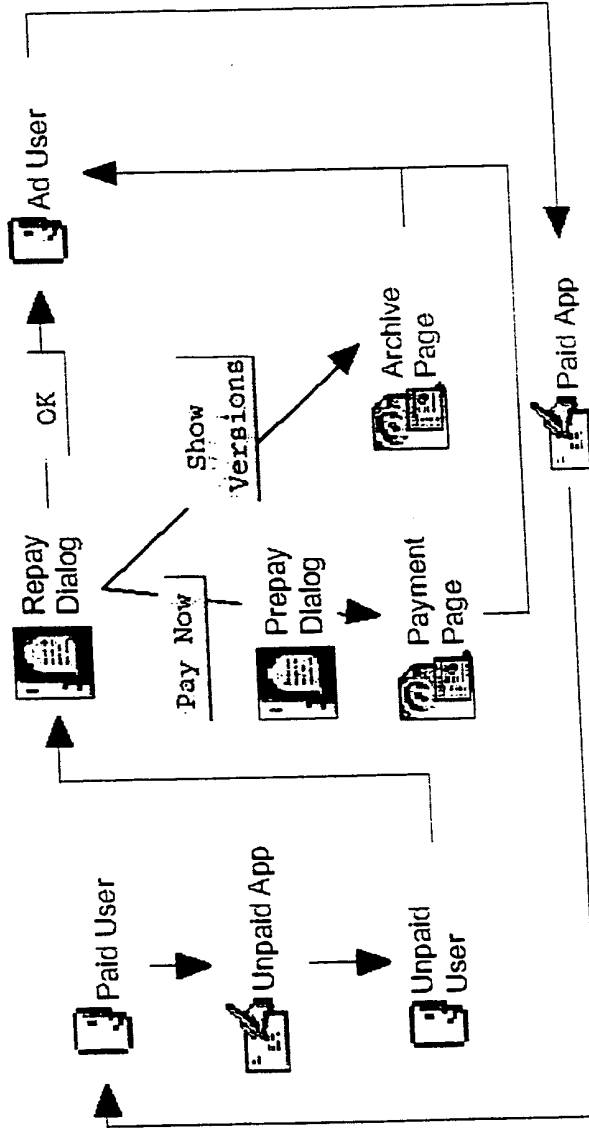 Paid User
Unpaid App
Unpaid
User
Repay
Dialog
OK
Ad User
Pay Now
Show
Versions
Prepay
Dialog
Payment
Page
Archive
Page
Paid App